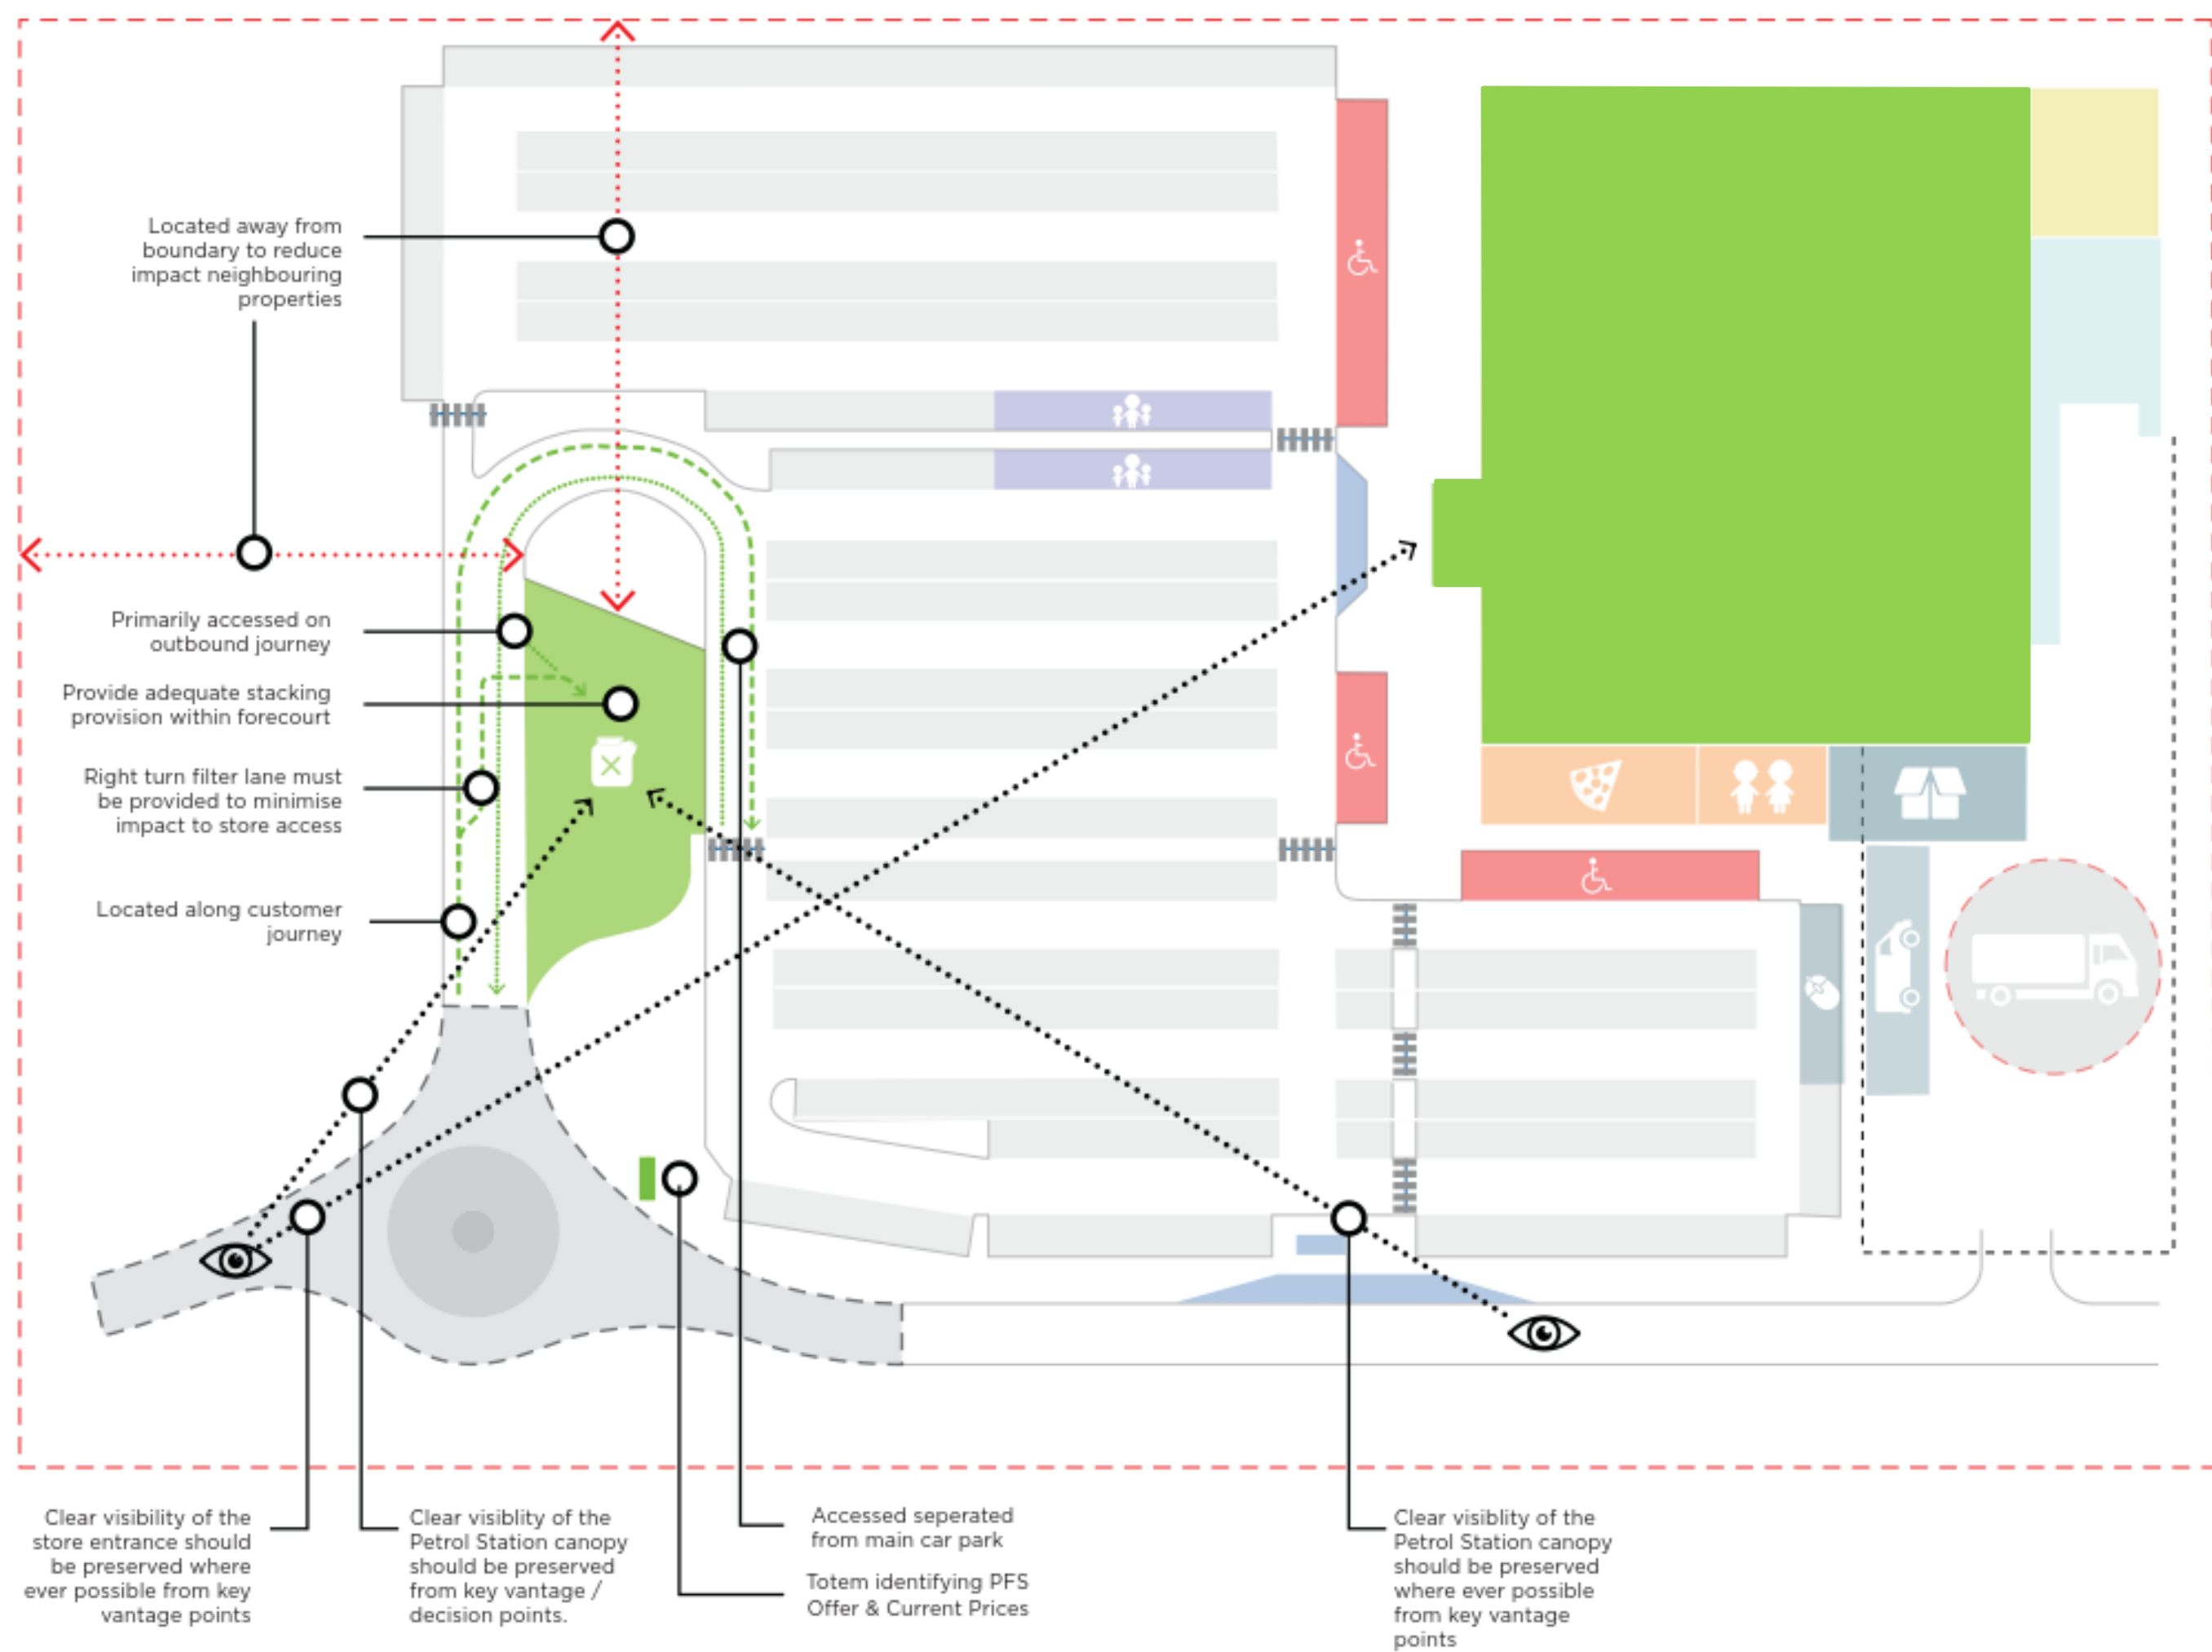 Located away from
boundary to reduce
impact neighbouring
properties
Primarily accessed on
outbound journey
Provide adequate stacking
provision within forecourt
Right turn filter lane must
be provided to minimise
impact to store access
Located along customer
journey
Clear visibility of the
store entrance should
be preserved where
ever possible from key
vantage points
Clear visiblity of the
Petrol Station canopy
should be preserved
from key vantage /
decision points.
Accessed seperated
from main car park
Totem identifying PFS
Offer & Current Prices
Clear visiblity of the
Petrol Station canopy
should be preserved
where ever possible
from key vantage
points